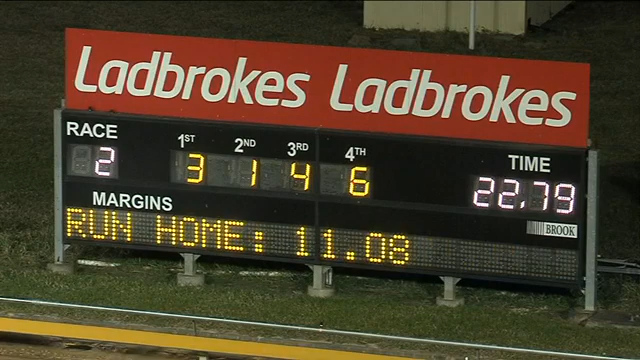 Ladbrokes Ladbrokes
RACE 1ST 2ND 3RD 4TH TIME
2 3 1 4 6 22.79
MARGINS BROOK
RUN HOME: 11.08